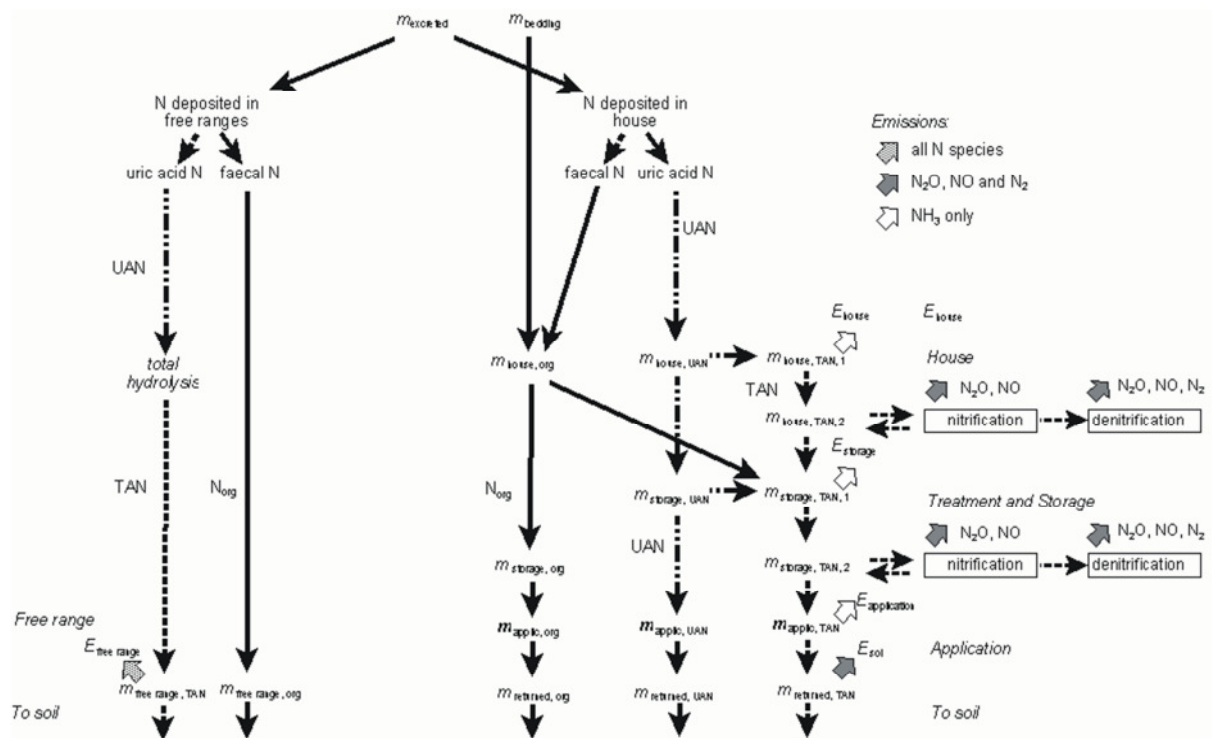 m excreted
m bedding
N deposited in
free ranges
N deposited in
house
Emissions:
all N species
N2O, NO and N2
NH3 only
uric acid N
faecal N
faecal N
uric acid N
UAN
UAN
E house
E house
House
total
hydrolysis
m house, org
m house, UAN
m house, TAN, 1
TAN
N2O, NO
N2O, NO, N2
m house, TAN, 2
nitrification
denitrification
E storage
TAN
Norg
Norg
m storage, UAN
m storage, TAN, 1
Treatment and Storage
N2O, NO
N2O, NO, N2
UAN
m storage, org
m storage, TAN, 2
nitrification
denitrification
E application
Free range
m applic, org
m applic, UAN
m applic, TAN
E free range
E soil
Application
m free range, TAN
m free range, org
m returned, org
m returned, UAN
m returned, TAN
To soil
To soil